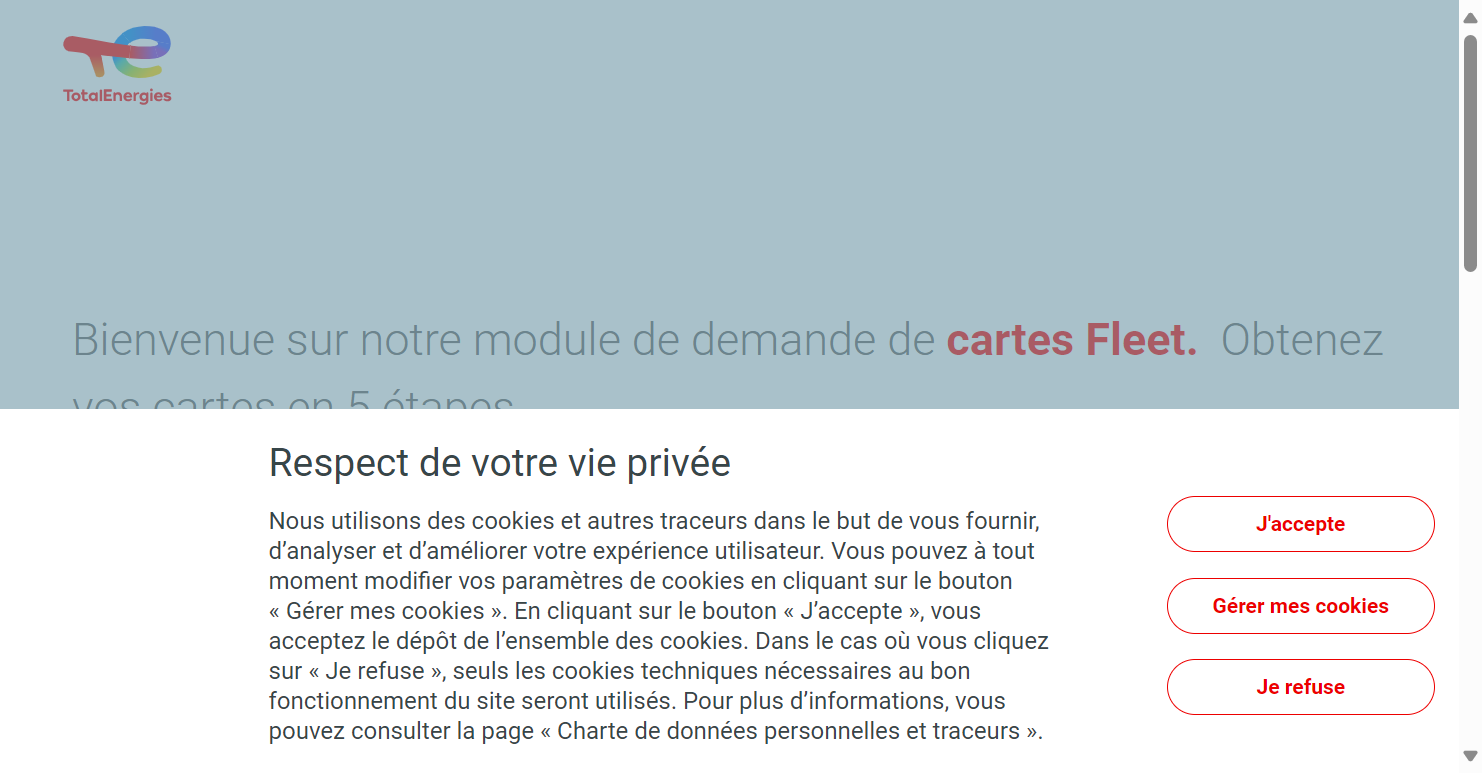 TotalEnergies
Bienvenue sur notre module de demande de cartes Fleet. Obtenez
vos cartes en 5 étapes
Respect de votre vie privée
Nous utilisons des cookies et autres traceurs dans le but de vous fournir,
d’analyser et d’améliorer votre expérience utilisateur. Vous pouvez à tout
moment modifier vos paramètres de cookies en cliquant sur le bouton
« Gérer mes cookies ». En cliquant sur le bouton « J’accepte », vous
acceptez le dépôt de l’ensemble des cookies. Dans le cas où vous cliquez
sur « Je refuse », seuls les cookies techniques nécessaires au bon
fonctionnement du site seront utilisés. Pour plus d’informations, vous
pouvez consulter la page « Charte de données personnelles et traceurs ».
J'accepte
Gérer mes cookies
Je refuse